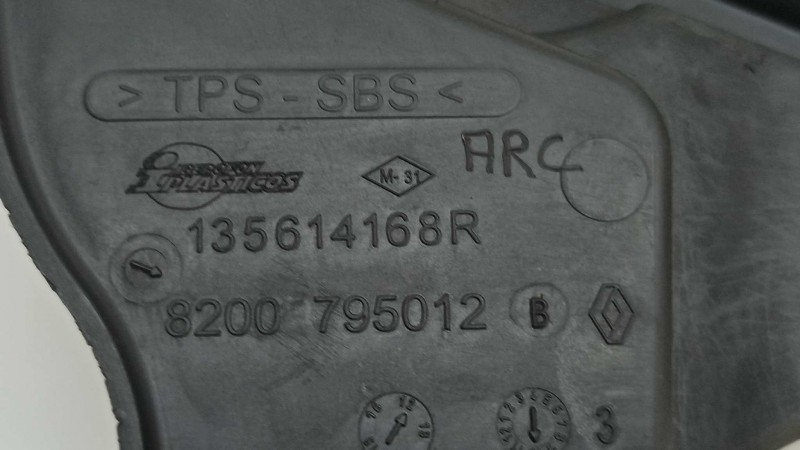 > TPS - SBS <
PLASTICOS
M-31
ARC
135614168R
8200 795012 B
3